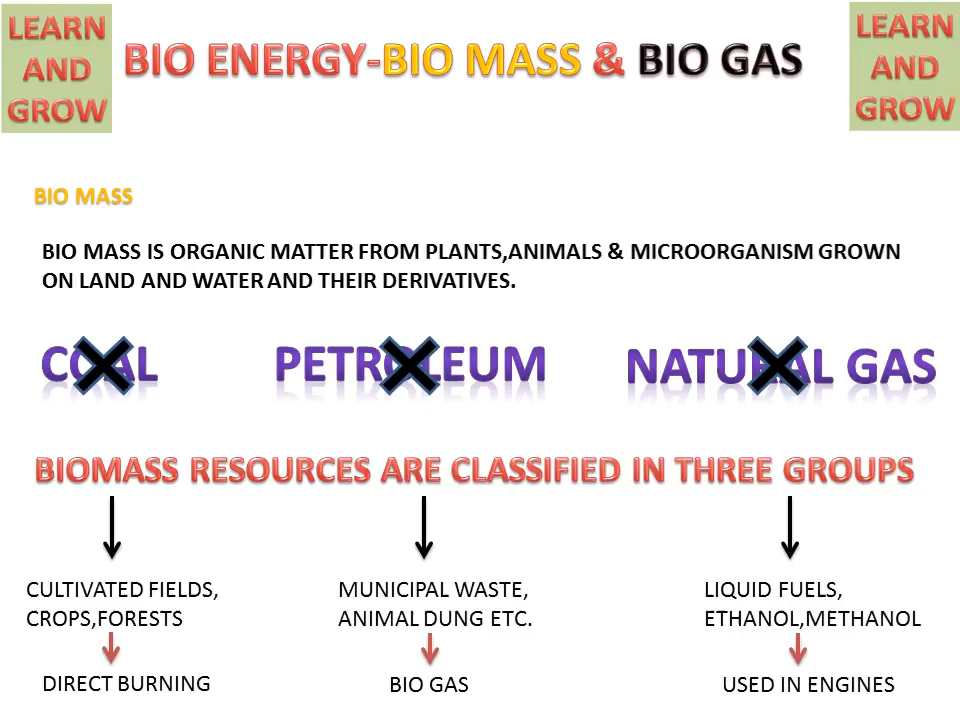 LEARN
AND
GROW
BIO ENERGY-BIO MASS & BIO GAS
LEARN
AND
GROW
BIO MASS
BIO MASS IS ORGANIC MATTER FROM PLANTS,ANIMALS & MICROORGANISM GROWN
ON LAND AND WATER AND THEIR DERIVATIVES.
COAL PETROLEUM NATURAL GAS
BIOMASS RESOURCES ARE CLASSIFIED IN THREE GROUPS
CULTIVATED FIELDS,
CROPS,FORESTS
MUNICIPAL WASTE,
ANIMAL DUNG ETC.
LIQUID FUELS,
ETHANOL,METHANOL
DIRECT BURNING
BIO GAS
USED IN ENGINES